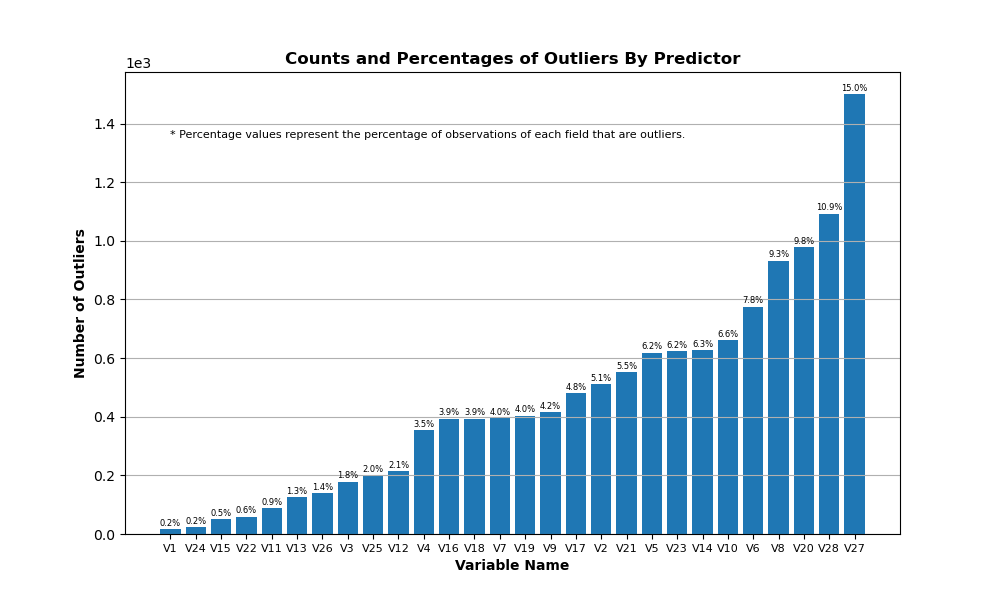 Counts and Percentages of Outliers By Predictor
1e3
Number of Outliers
1.4
1.2
1.0
0.8
0.6
0.4
0.2
0.0
* Percentage values represent the percentage of observations of each field that are outliers.
0.2% 0.2% 0.5% 0.6% 0.9% 1.3% 1.4% 1.8% 2.0% 2.1% 3.5% 3.9% 3.9% 4.0% 4.0% 4.2% 4.8% 5.1% 5.5% 6.2% 6.2% 6.3% 6.6% 7.8% 9.3% 9.8% 10.9% 15.0%
V1 V24 V15 V22 V11 V13 V26 V3 V25 V12 V4 V16 V18 V7 V19 V9 V17 V2 V21 V5 V23 V14 V10 V6 V8 V20 V28 V27
Variable Name